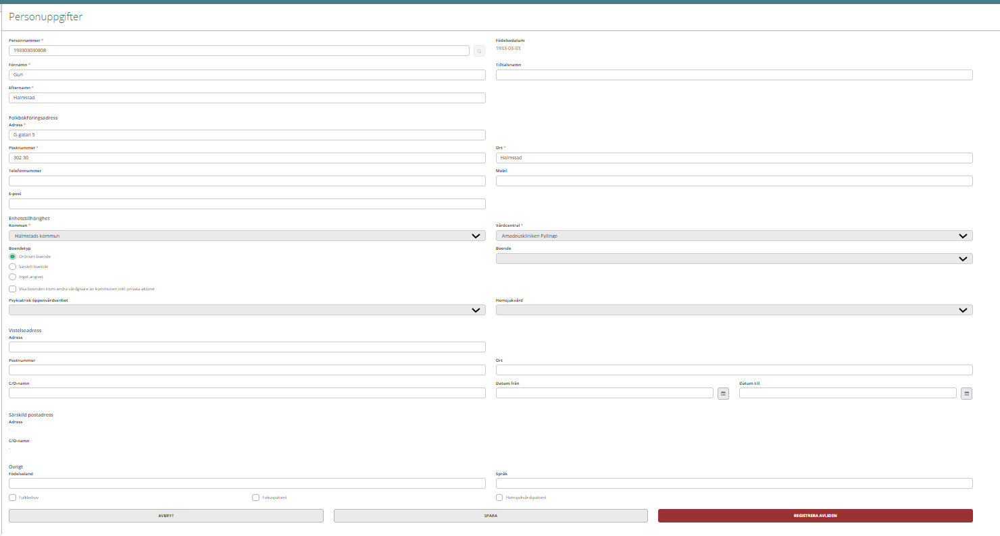 Personuppgifter
Personnummer *
Födelsedatum
193303030808
1933-03-03
Förnamn *
Tilltalsnamn
Gun
Efternamn *
Halmstad
Folkbokföringsadress
Adress *
G-gatan 5
Postnummer *
Ort *
302 30
Halmstad
Telefonnummer
Mobil
E-post
Enhetstillhörighet
Kommun *
Vårdcentral *
Halmstads kommun
Amadeuskliniken Fyllinge
Boendetyp
Boende
Ordinärt boende
Särskilt boende
Inget angivet
Visa boenden inom andra vårdgivare än kommunen inkl. privata aktörer
Psykiatrisk öppenvårdsenhet
Hemsjukvård
Vistelseadress
Adress
Postnummer
Ort
C/O-namn
Datum från
Datum till
Särskild postadress
Adress
-
C/O-namn
-
Övrigt
Födelseland
Språk
Tolkbehov
Fokuspatient
Hemsjukvårdspatient
AVBRYT
SPARA
REGISTRERA AVLIDEN